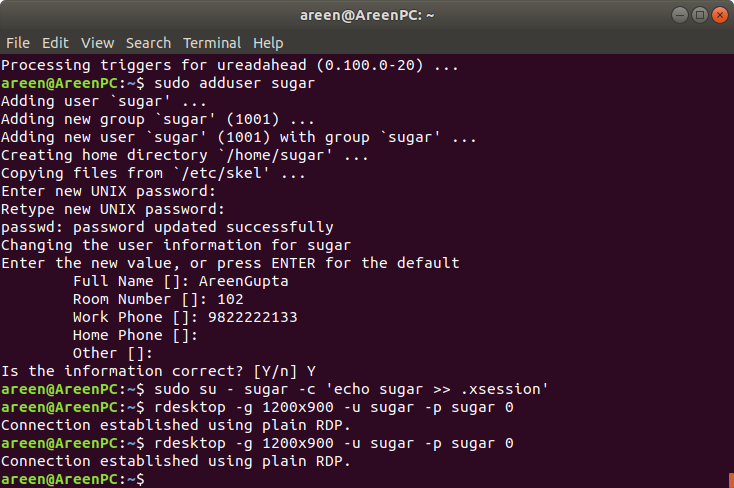 areen@AreenPC: ~
File Edit View Search Terminal Help
Processing triggers for ureadahead (0.100.0-20) ...
areen@AreenPC:~$ sudo adduser sugar
Adding user `sugar' ...
Adding new group `sugar' (1001) ...
Adding new user `sugar' (1001) with group `sugar' ...
Creating home directory `/home/sugar' ...
Copying files from `/etc/skel' ...
Enter new UNIX password:
Retype new UNIX password:
passwd: password updated successfully
Changing the user information for sugar
Enter the new value, or press ENTER for the default
        Full Name []: AreenGupta
        Room Number []: 102
        Work Phone []: 9822222133
        Home Phone []:
        Other []:
Is the information correct? [Y/n] Y
areen@AreenPC:~$ sudo su - sugar -c 'echo sugar >> .xsession'
areen@AreenPC:~$ rdesktop -g 1200x900 -u sugar -p sugar 0
Connection established using plain RDP.
areen@AreenPC:~$ rdesktop -g 1200x900 -u sugar -p sugar 0
Connection established using plain RDP.
areen@AreenPC:~$